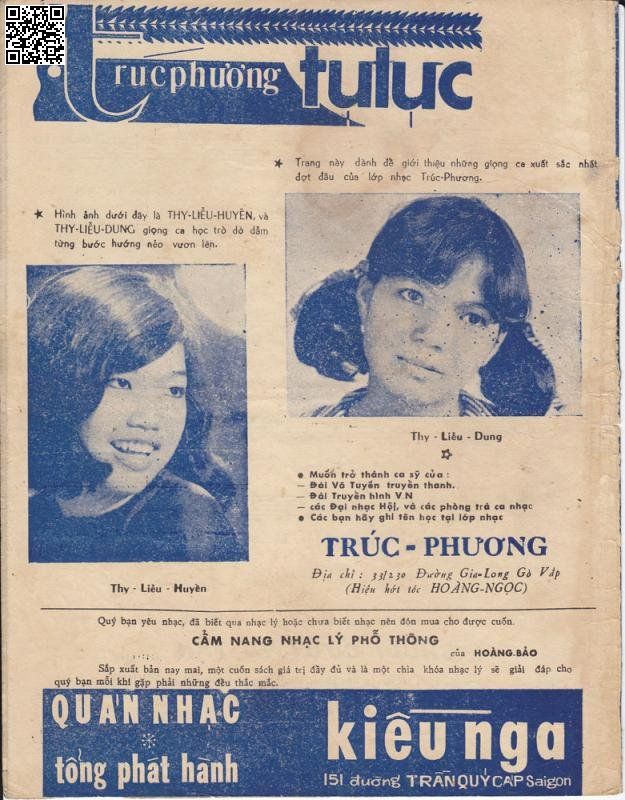 trúc phương tự lực
★ Trang này dành để giới thiệu những giọng ca xuất sắc nhất
đợt đầu của lớp nhạc Trúc-Phương.
★ Hình ảnh dưới đây là THY-LIỄU-HUYỀN, và
THY-LIỄU-DUNG giọng ca học trò dò dẫm
từng bước hướng nẻo vươn lên.
Thy - Liễu - Dung
• Muốn trở thành ca sỹ của :
— Đài Vô Tuyến truyền thanh.
— Đài Truyền hình V.N
— các Đại nhạc Hội, và các phòng trà ca nhạc
• Các bạn hãy ghi tên học tại lớp nhạc
TRÚC - PHƯƠNG
Địa chỉ : 33/230 Đường Gia-Long Gò Vấp
(Hiệu hớt tóc HOÀNG-NGỌC)
Thy - Liễu - Huyền
Quý bạn yêu nhạc, đã biết qua nhạc lý hoặc chưa biết nhạc nên đón mua cho được cuốn.
CẨM NANG NHẠC LÝ PHỔ THÔNG
của HOÀNG-BẢO
Sắp xuất bản nay mai, một cuốn sách giá trị đầy đủ và là một chìa khóa nhạc lý sẽ giải đáp cho
quý bạn mỗi khi gặp phải những đều thắc mắc.
QUÁN NHẠC
kiều nga
tổng phát hành
151 đường TRẦN QUÝ CÁP Saigon